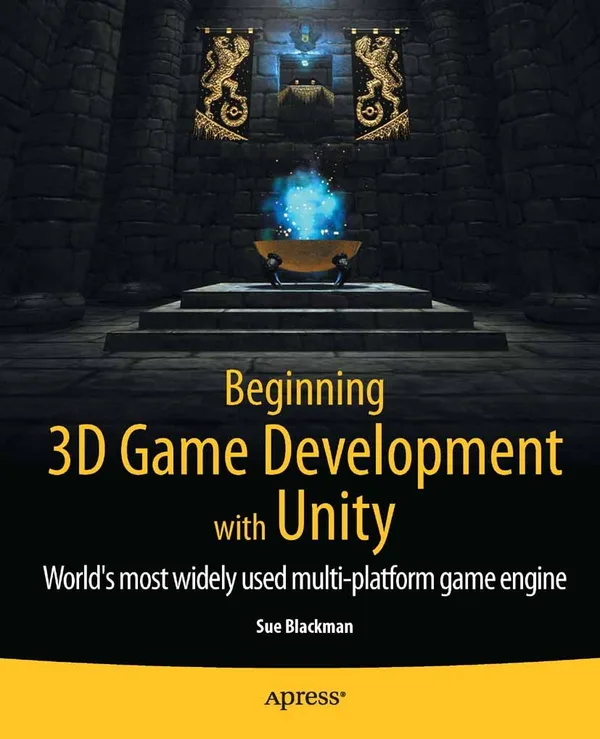 Beginning
3D Game Development
with Unity
World's most widely used multi-platform game engine
Sue Blackman
Apress®